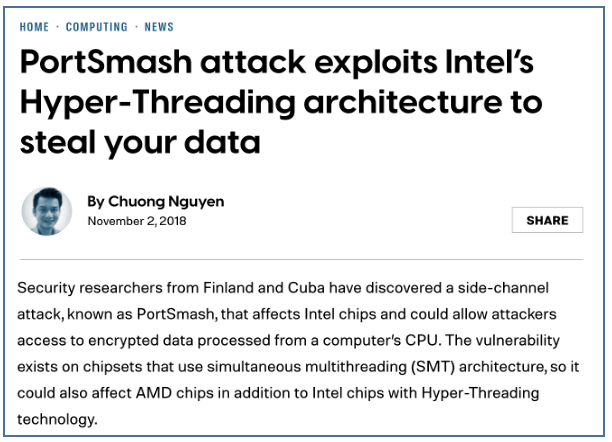 HOME · COMPUTING · NEWS
PortSmash attack exploits Intel's
Hyper-Threading architecture to
steal your data
By Chuong Nguyen
November 2, 2018
SHARE
Security researchers from Finland and Cuba have discovered a side-channel
attack, known as PortSmash, that affects Intel chips and could allow attackers
access to encrypted data processed from a computer's CPU. The vulnerability
exists on chipsets that use simultaneous multithreading (SMT) architecture, so it
could also affect AMD chips in addition to Intel chips with Hyper-Threading
technology.